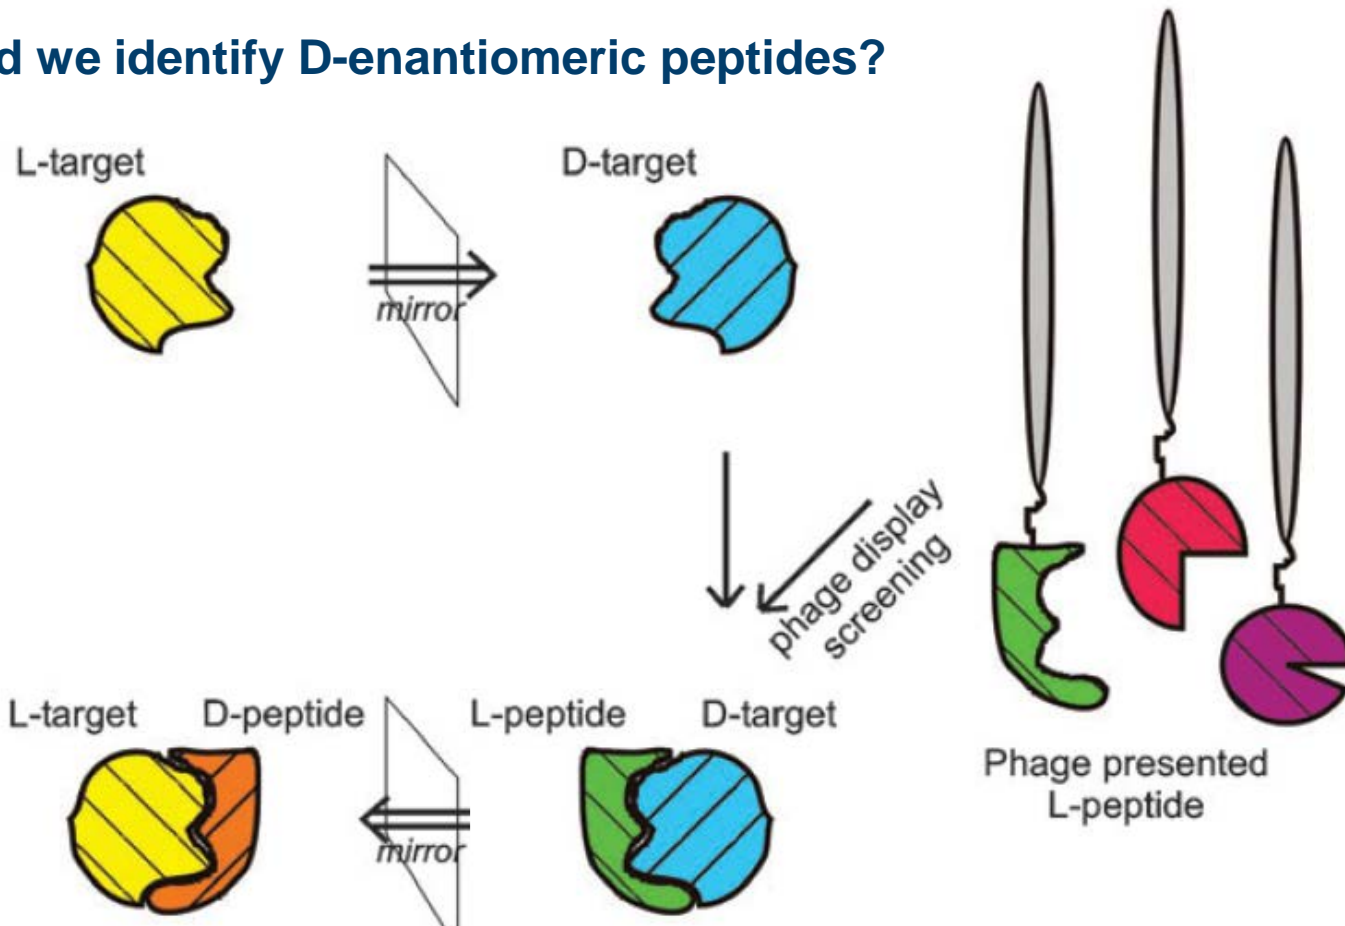 d we identify D-enantiomeric peptides?
L-target
D-target
mirror
phage display
screening
L-target
D-peptide
L-peptide
D-target
mirror
Phage presented
L-peptide